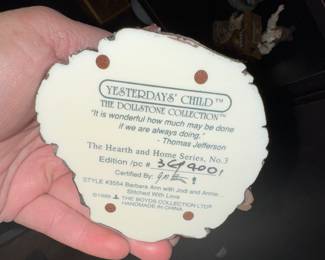 YESTERDAYS' CHILD™
THE DOLLSTONE COLLECTION™
"It is wonderful how much may be done
if we are always doing."
- Thomas Jefferson
The Hearth and Home Series, No.3
Edition /pc #
Certified By:
STYLE #3554 Barbara Ann with Jodi and Annie...
Stitched With Love
THE BOYDS COLLECTION LTD
HANDMADE IN CHINA